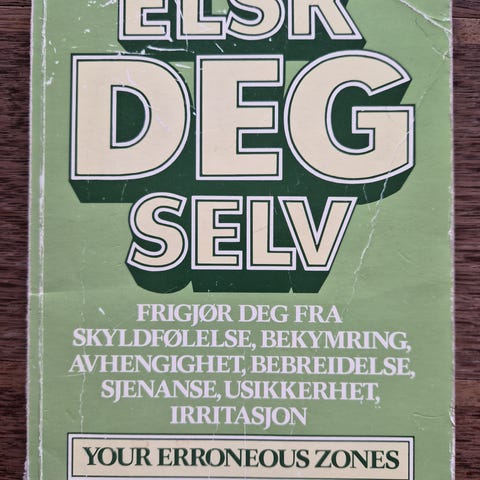 ELSK
DEG
SELV
FRIGJØR DEG FRA
SKYLDFØLELSE, BEKYMRING,
AVHENGIGHET, BEBREIDELSE,
SJENANSE, USIKKERHET,
IRRITASJON
YOUR ERRONEOUS ZONES